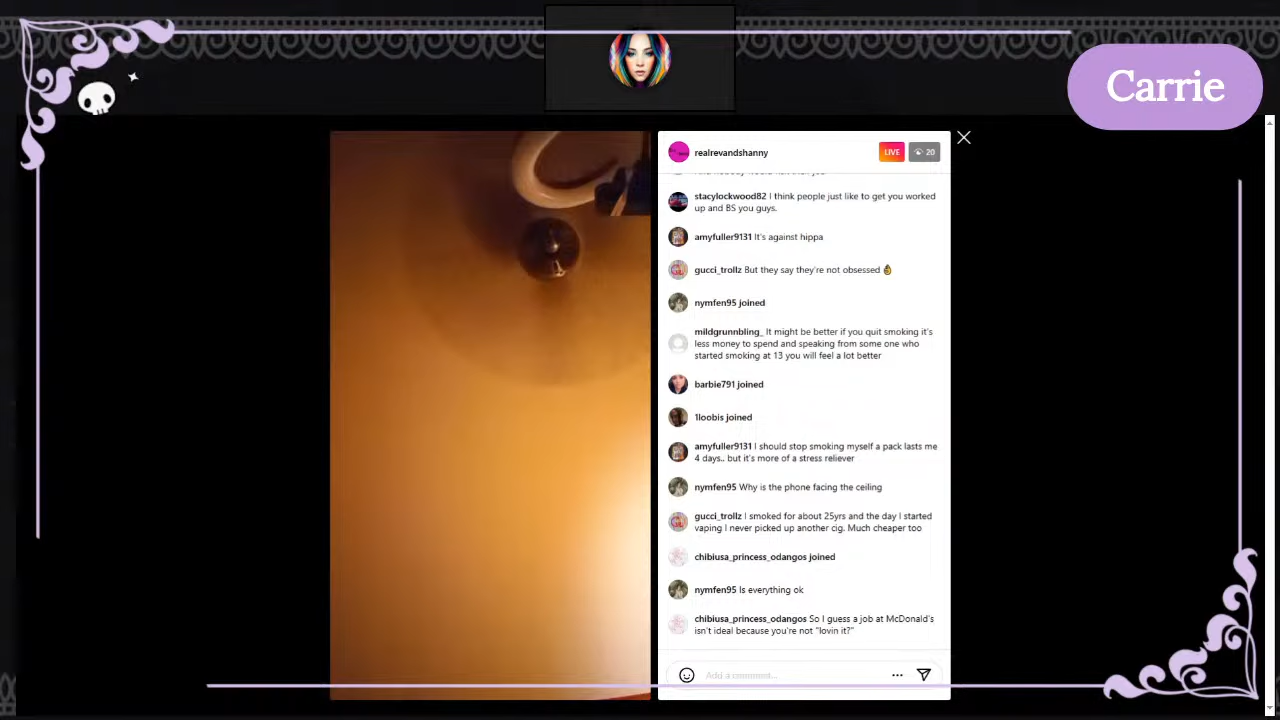 Carrie
realrevandshanny
LIVE
20
stacylockwood82 I think people just like to get you worked
up and BS you guys.
amyfuller9131 It's against hippa
gucci_trollz But they say they're not obsessed
nymfen95 joined
mildgrunnbling_ It might be better if you quit smoking it's
less money to spend and speaking from some one who
started smoking at 13 you will feel a lot better
barbie791 joined
1loobis joined
amyfuller9131 I should stop smoking myself a pack lasts me
4 days.. but it's more of a stress reliever
nymfen95 Why is the phone facing the ceiling
gucci_trollz I smoked for about 25yrs and the day I started
vaping I never picked up another cig. Much cheaper too
chibiusa_princess_odangos joined
nymfen95 Is everything ok
chibiusa_princess_odangos So I guess a job at McDonald's
isn't ideal because you're not "lovin it?"
Add a comment...